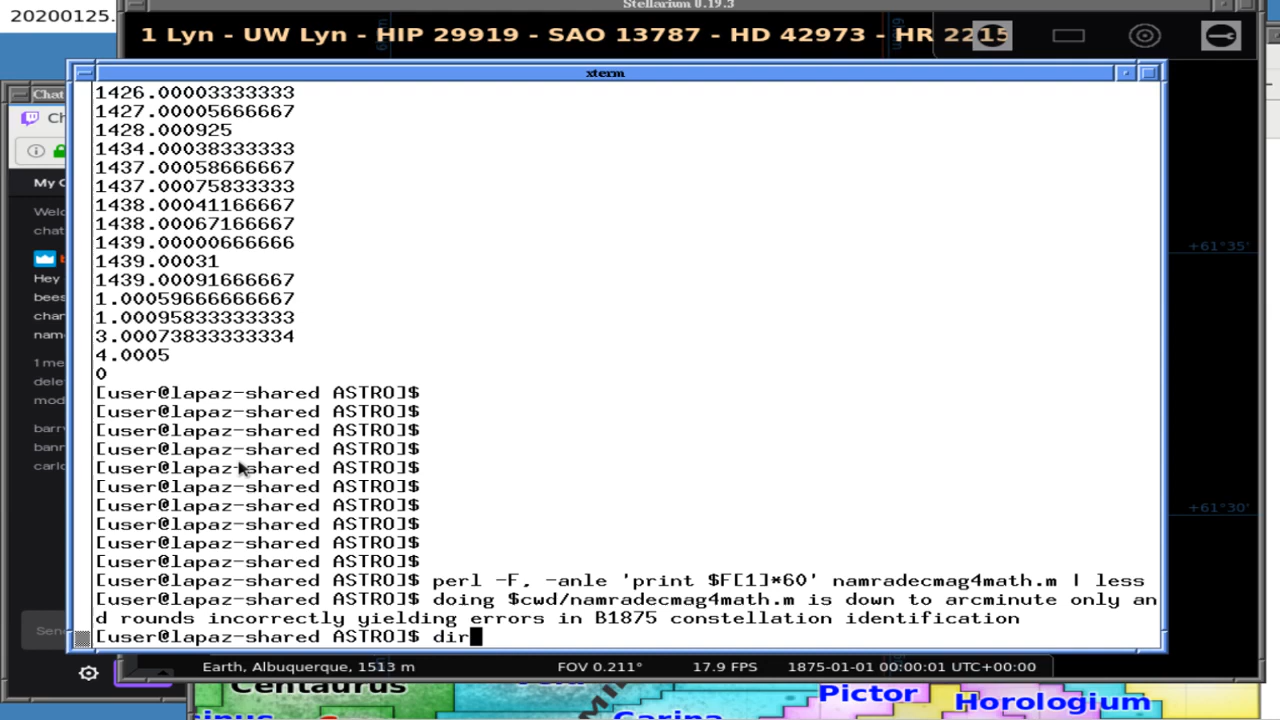 20200125.
Stellarium 0.19.3
1 Lyn - UW Lyn - HIP 29919 - SAO 13787 - HD 42973 - HR 2215
xterm
Chat
Ch
My C
Welc
chat
Hey
bees
chan
nam
1 me
dele
mod
barry
bann
carlo
Sen
1426.00003333333
1427.00005666667
1428.000925
1434.00038333333
1437.00058666667
1437.00075833333
1438.00041166667
1438.00067166667
1439.00000666666
1439.00031
1439.00091666667
1.00059666666667
1.00095833333333
3.00073833333334
4.0005
0
[user@lapaz-shared ASTRO]$
[user@lapaz-shared ASTRO]$
[user@lapaz-shared ASTRO]$
[user@lapaz-shared ASTRO]$
[user@lapaz-shared ASTRO]$
[user@lapaz-shared ASTRO]$
[user@lapaz-shared ASTRO]$
[user@lapaz-shared ASTRO]$
[user@lapaz-shared ASTRO]$
[user@lapaz-shared ASTRO]$
[user@lapaz-shared ASTRO]$ perl -F, -anle 'print $F[1]*60' namradecmag4math.m | less
[user@lapaz-shared ASTRO]$ doing $cwd/namradecmag4math.m is down to arcminute only an
d rounds incorrectly yielding errors in B1875 constellation identification
[user@lapaz-shared ASTRO]$ dir
+61°35'
+61°30'
Earth, Albuquerque, 1513 m FOV 0.211° 17.9 FPS 1875-01-01 00:00:01 UTC+00:00
Centaurus
Pictor
Horologium
Carina